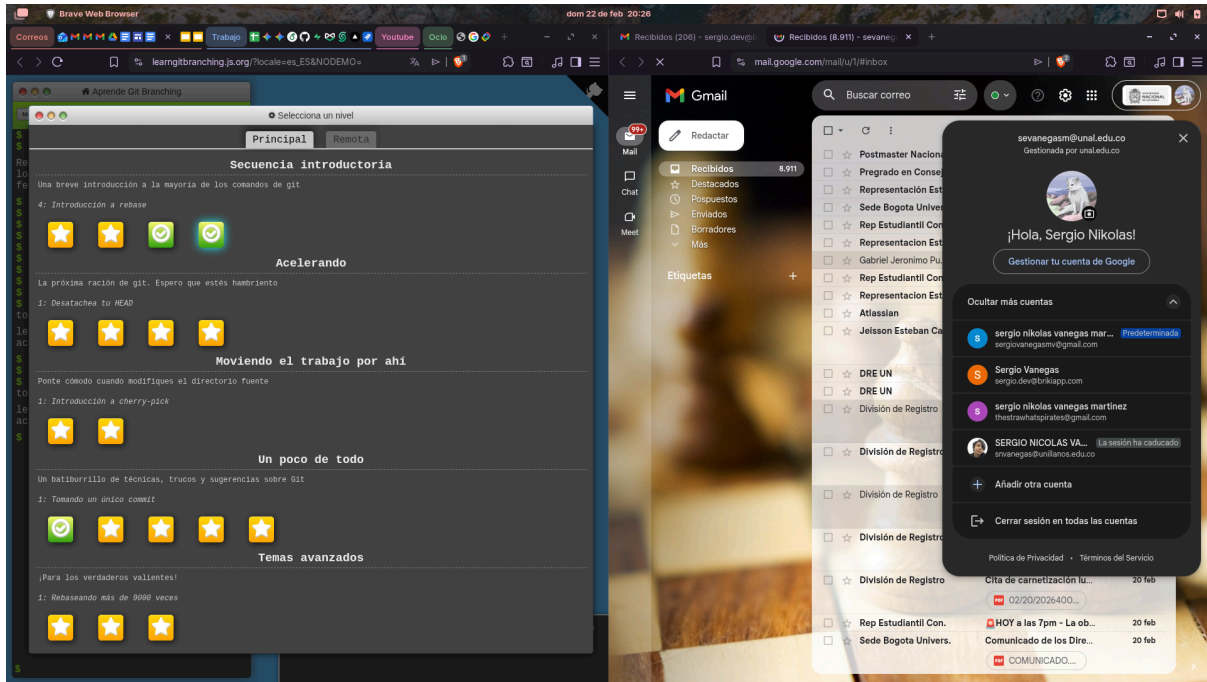 Brave Web Browser
dom 22 de feb 20:26
Correos
Trabajo
Youtube
Ocio
learngitbranching.js.org/?locale=es_ES&NODEMO=
Aprende Git Branching
Selecciona un nivel
Principal Remota
Secuencia introductoria
Una breve introducción a la mayoría de los comandos de git
4: Introducción a rebase
Acelerando
La próxima ración de git. Espero que estés hambriento
1: Desatachea tu HEAD
Moviendo el trabajo por ahí
Ponte cómodo cuando modifiques el directorio fuente
1: Introducción a cherry-pick
Un poco de todo
Un batiburrillo de técnicas, trucos y sugerencias sobre Git
1: Tomando un único commit
Temas avanzados
¡Para los verdaderos valientes!
1: Rebaseando más de 9000 veces
Recibidos (206) - sergio.dev@
Recibidos (8.911) - sevaneg
mail.google.com/mail/u/1/#inbox
Gmail
Buscar correo
99+
Mail
Chat
Meet
Redactar
Recibidos 8.911
Destacados
Pospuestos
Enviados
Borradores
Más
Etiquetas
Postmaster Naciona
Pregrado en Consej
Representación Est
Sede Bogota Univer
Rep Estudiantil Con
Representacion Est
Gabriel Jeronimo Pu.
Rep Estudiantil Con
Representacion Est
Atlassian
Jeisson Esteban Ca
DRE UN
DRE UN
División de Registro
División de Registro
División de Registro
División de Registro
División de Registro Cita de carnetización lu... 20 feb
PDF 02/20/2026400...
Rep Estudiantil Con. HOY a las 7pm - La ob... 20 feb
Sede Bogota Univers. Comunicado de los Dire... 20 feb
PDF COMUNICADO....
sevanegasm@unal.edu.co
Gestionada por unal.edu.co
¡Hola, Sergio Nikolas!
Gestionar tu cuenta de Google
Ocultar más cuentas
sergio nikolas vanegas mar... Predeterminada
sergiovanegasmv@gmail.com
Sergio Vanegas
sergio.dev@brikiapp.com
sergio nikolas vanegas martinez
thestrawhatspirates@gmail.com
SERGIO NICOLAS VA... La sesión ha caducado
snvanegas@unillanos.edu.co
Añadir otra cuenta
Cerrar sesión en todas las cuentas
Política de Privacidad • Términos del Servicio